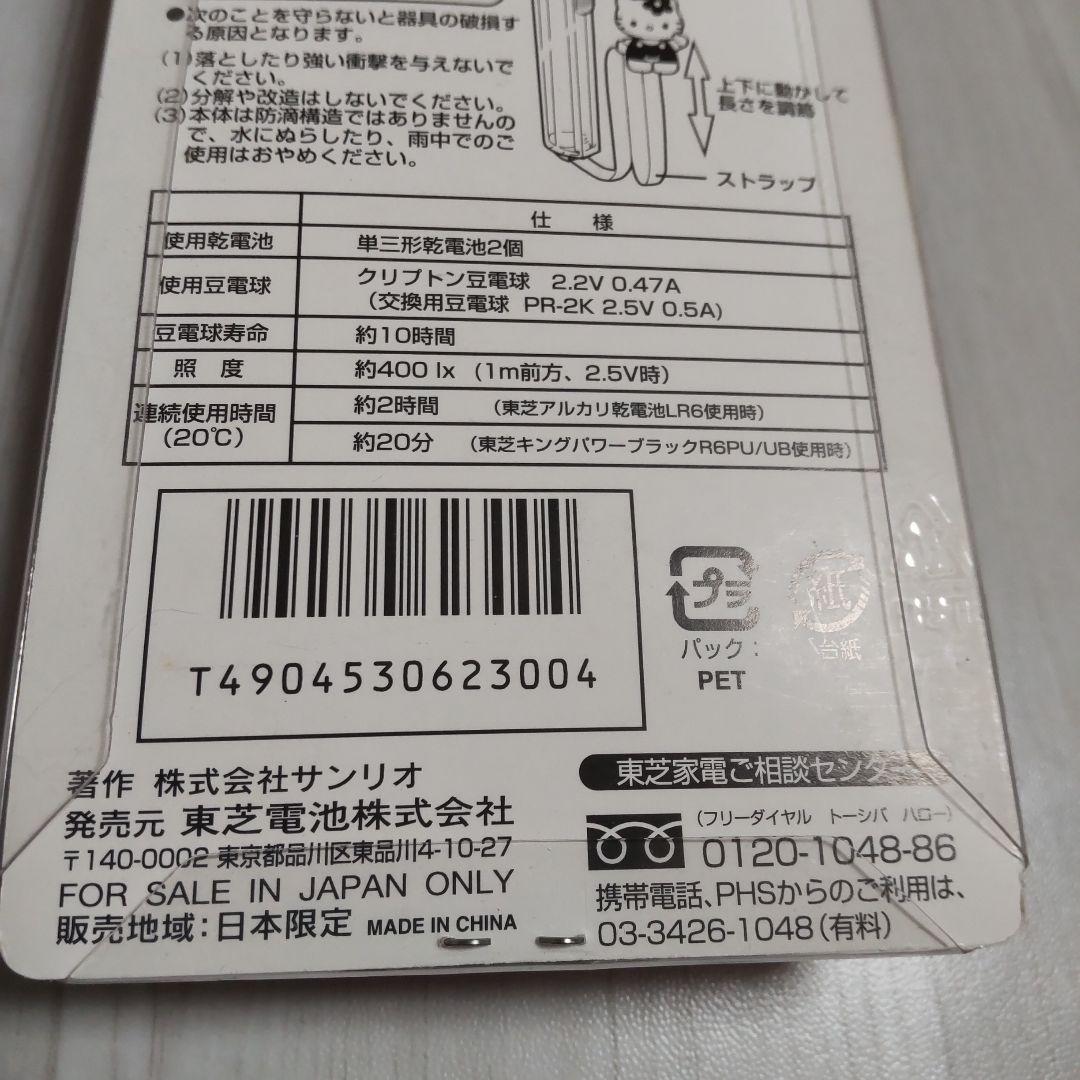 ●次のことを守らないと器具の破損す
る原因となります。
(1)落としたり強い衝撃を与えないで
ください。
(2)分解や改造はしないでください。
(3)本体は防滴構造ではありませんの
で、水にぬらしたり、雨中でのご
使用はおやめください。
上下に動かして
長さを調節
ストラップ
仕 様
使用乾電池 単三形乾電池2個
使用豆電球 クリプトン豆電球 2.2V 0.47A
(交換用豆電球 PR-2K 2.5V 0.5A)
豆電球寿命 約10時間
照 度 約400 lx (1m前方、2.5V時)
連続使用時間 約2時間 (東芝アルカリ乾電池LR6使用時)
(20℃) 約20分 (東芝キングパワーブラックR6PU/UB使用時)
T4904530623004
プラ
パック:
PET
紙
台紙
著作 株式会社サンリオ
発売元 東芝電池株式会社
〒140-0002 東京都品川区東品川4-10-27
FOR SALE IN JAPAN ONLY
販売地域:日本限定 MADE IN CHINA
東芝家電ご相談センター
(フリーダイヤル トーシバ ハロー)
0120-1048-86
携帯電話、PHSからのご利用は、
03-3426-1048(有料)